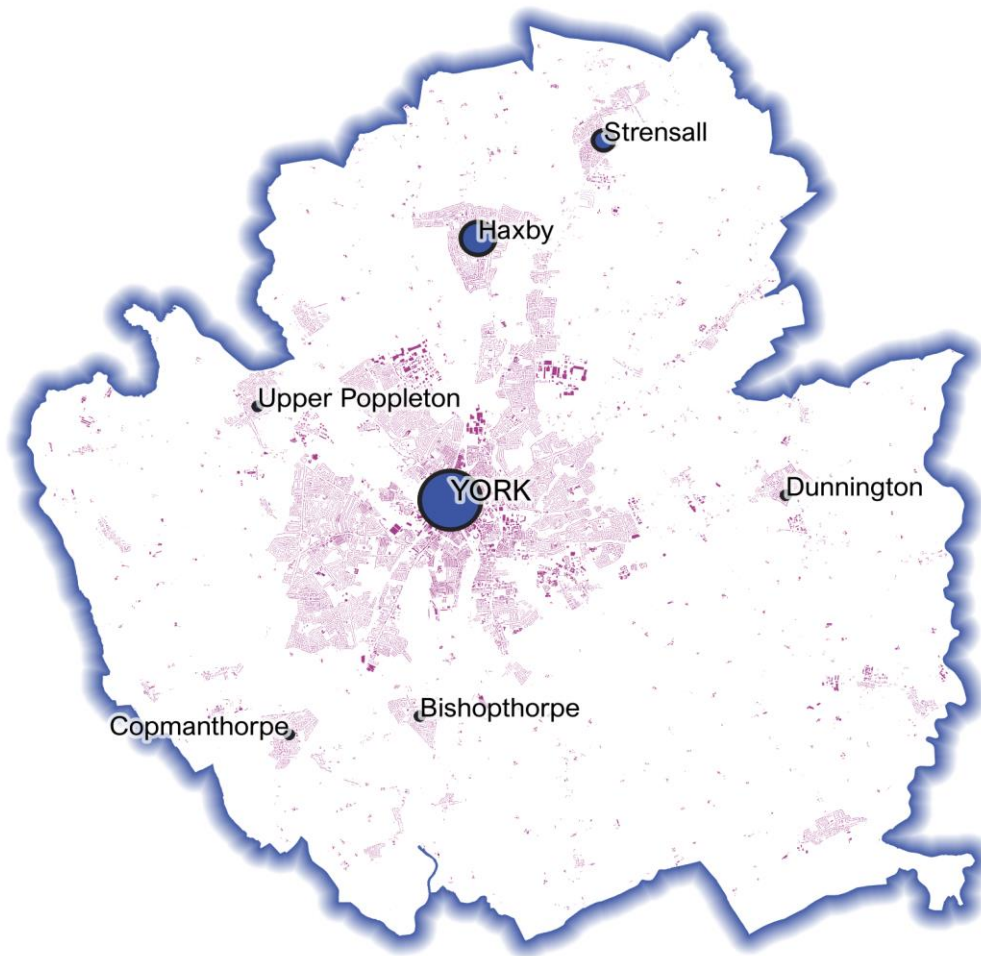 Strensall
Haxby
Upper Poppleton
YORK
Dunnington
Bishopthorpe
Copmanthorpe